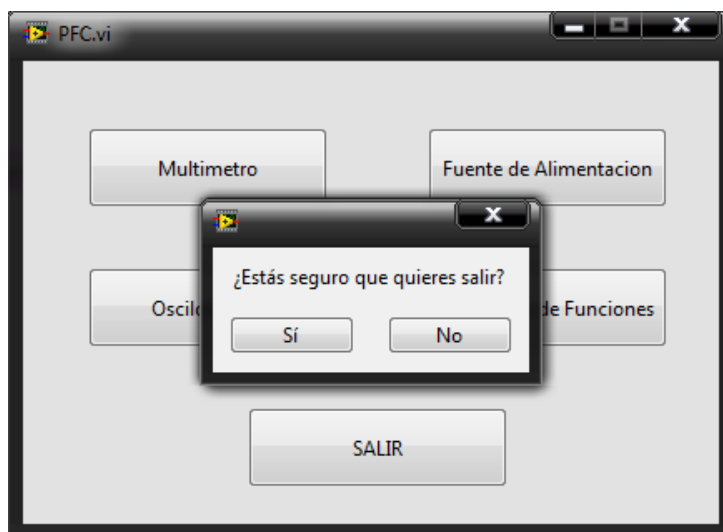 PFC.vi
Multimetro
Fuente de Alimentacion
¿Estás seguro que quieres salir?
Sí
No
de Funciones
SALIR